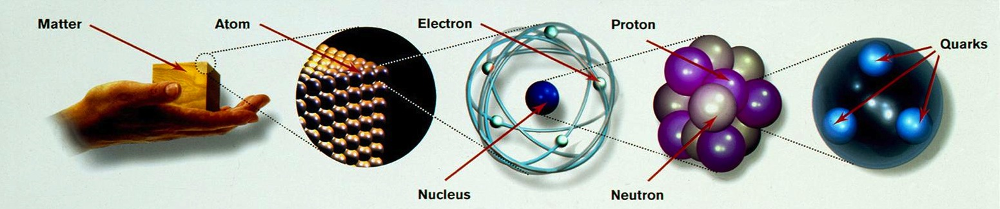 Matter
Atom
Electron
Proton
Quarks
Nucleus
Neutron